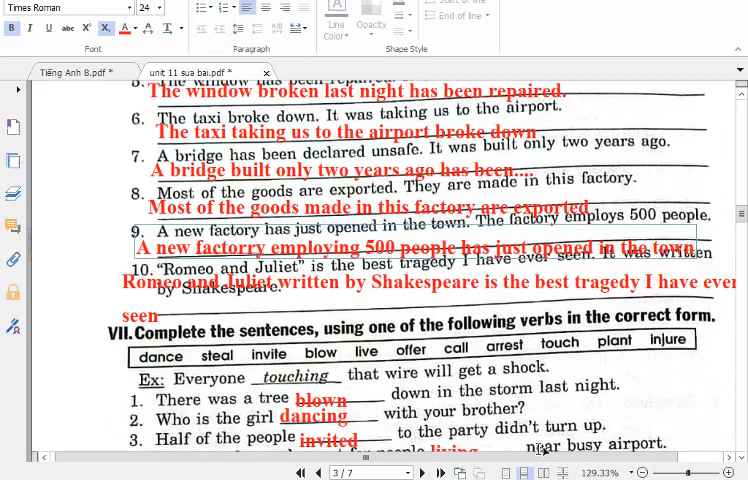 Times Roman
24
Font
Paragraph
Line Color
Opacity
End of line
Shape Style
Tiếng Anh 8.pdf *
unit 11 sua bai.pdf *
The window broken last night has been repaired.
6. The taxi broke down. It was taking us to the airport.
The taxi taking us to the airport broke down
7. A bridge has been declared unsafe. It was built only two years ago.
A bridge built only two years ago has been....
8. Most of the goods are exported. They are made in this factory.
Most of the goods made in this factory are exported
9. A new factory has just opened in the town. The factory employs 500 people.
A new factorry employing 500 people has just opened in the town
10. “Romeo and Juliet” is the best tragedy I have ever seen. It was written
Romeo and Juliet written by Shakespeare is the best tragedy I have ever
by Shakespeare.
seen
VII. Complete the sentences, using one of the following verbs in the correct form.
dance steal invite blow live offer call arrest touch plant injure
Ex: Everyone touching that wire will get a shock.
1. There was a tree blown down in the storm last night.
2. Who is the girl dancing with your brother?
3. Half of the people invited to the party didn't turn up.
living near busy airport.
3 / 7
129.33%